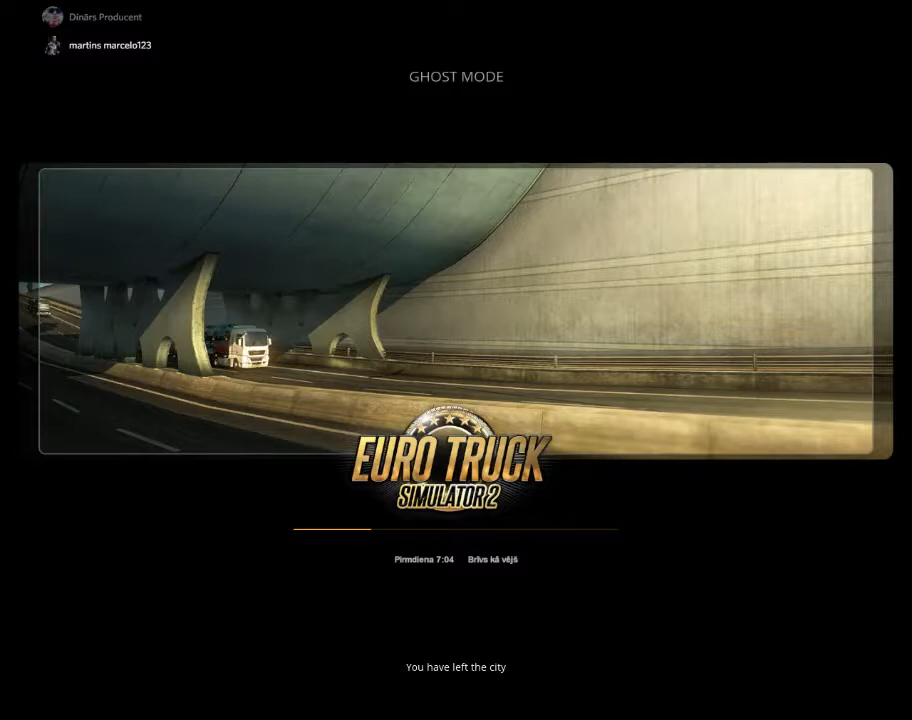 Dinārs Producent
martins marcelo123
GHOST MODE
EURO TRUCK
SIMULATOR 2
Pirmdiena 7:04 Brīvs kā vējš
You have left the city